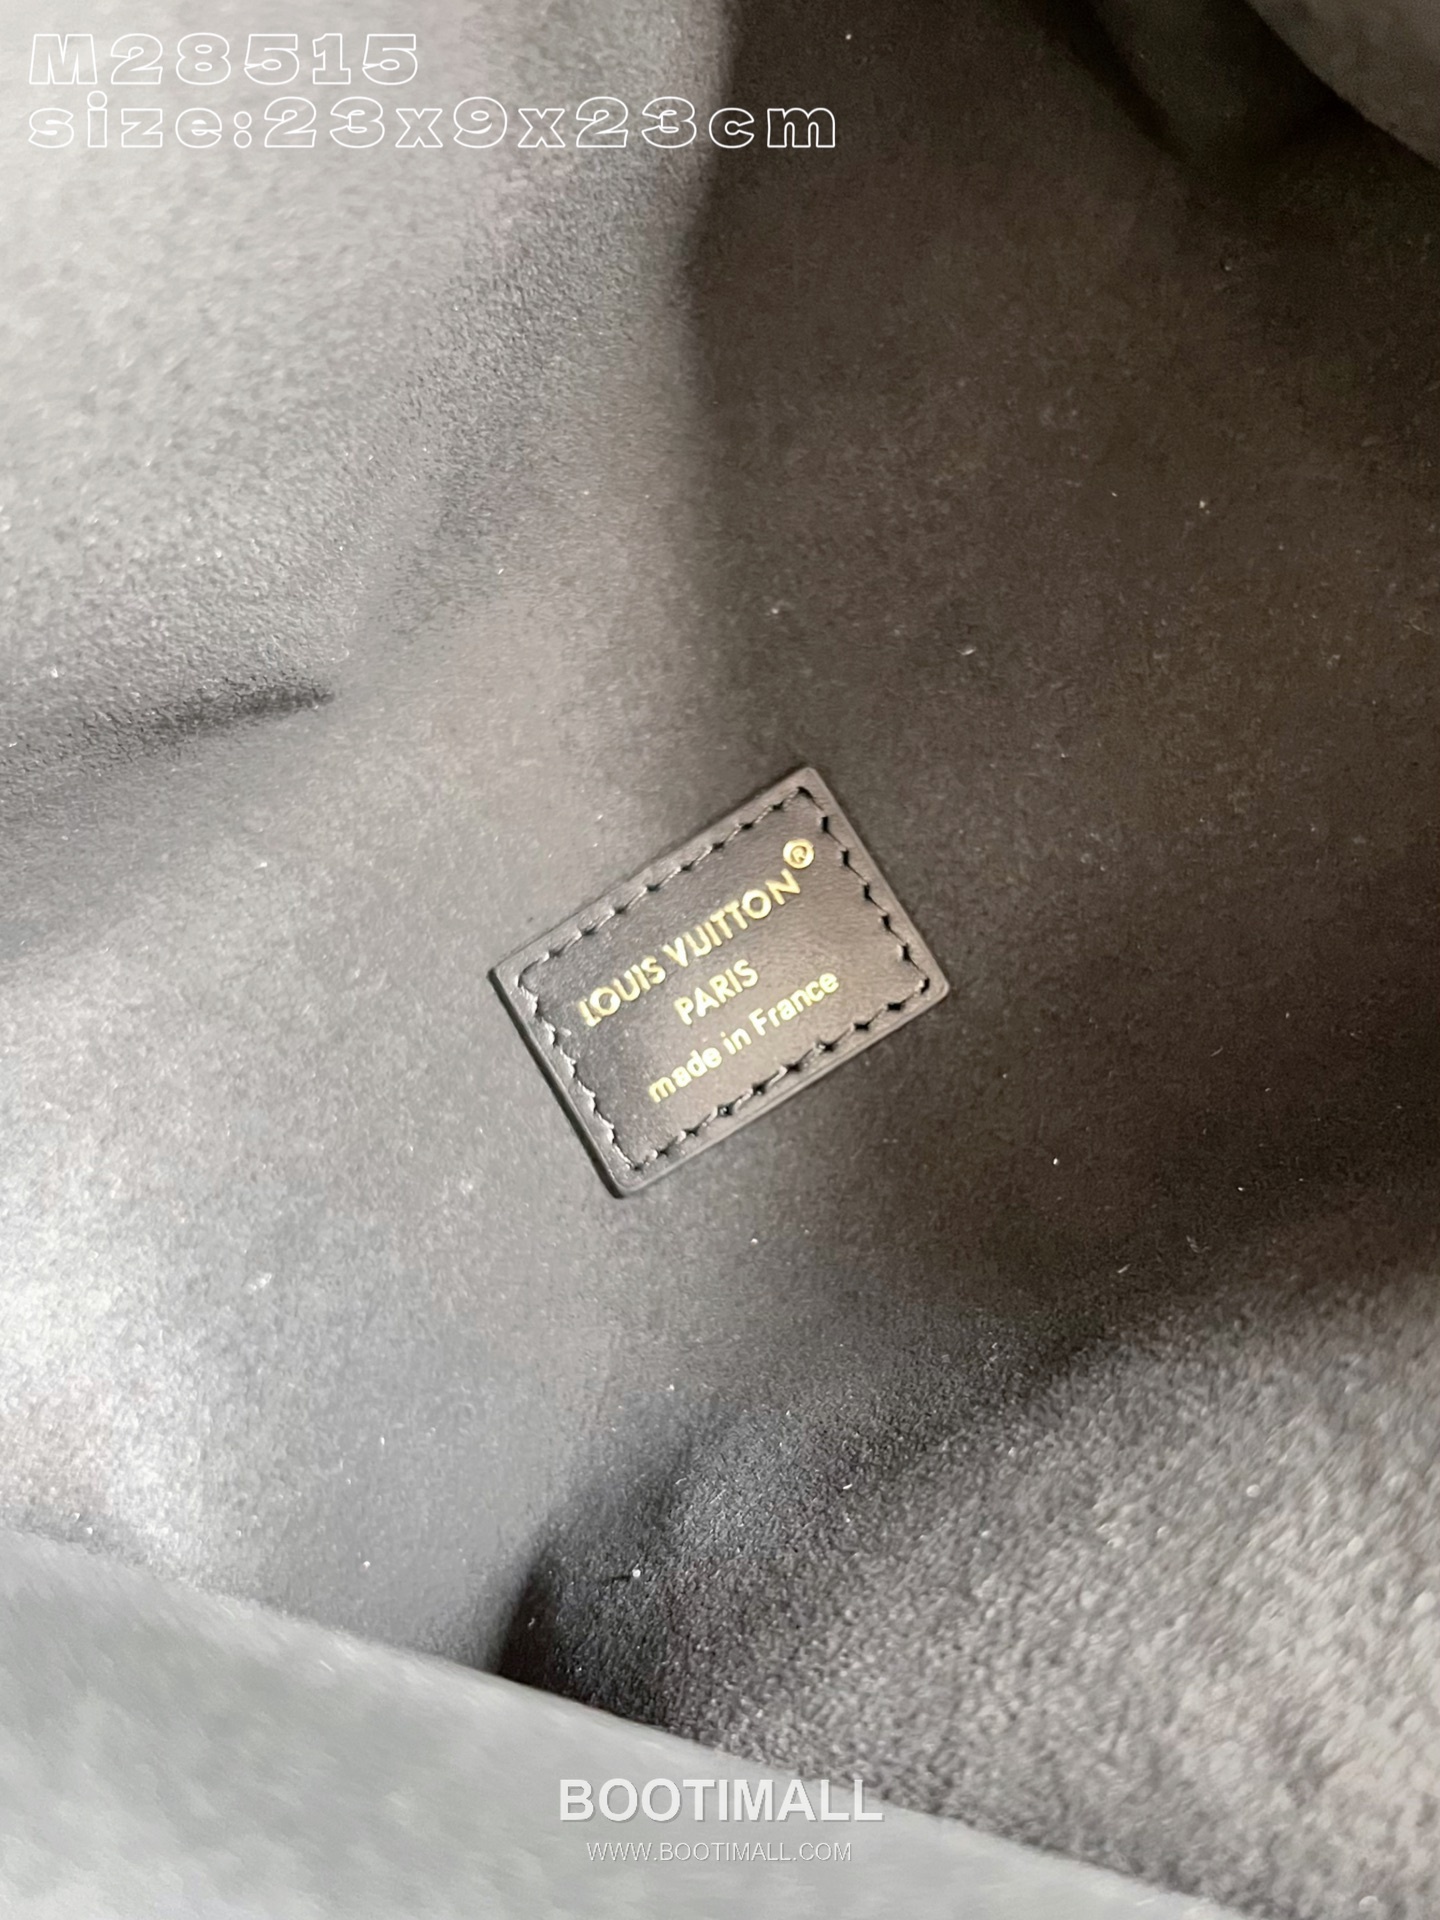 M28515
size:23x9x23cm
LOUIS VUITTON®
PARIS
made in France
BOOTIMALL
WWW.BOOTIMALL.COM